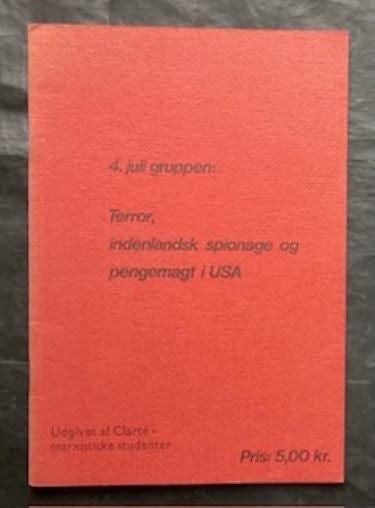 4. juli gruppen:
Terror,
indenlandsk spionage og
pengemagt i USA
Udgivet af Clarté -
marxistiske studenter
Pris: 5,00 kr.